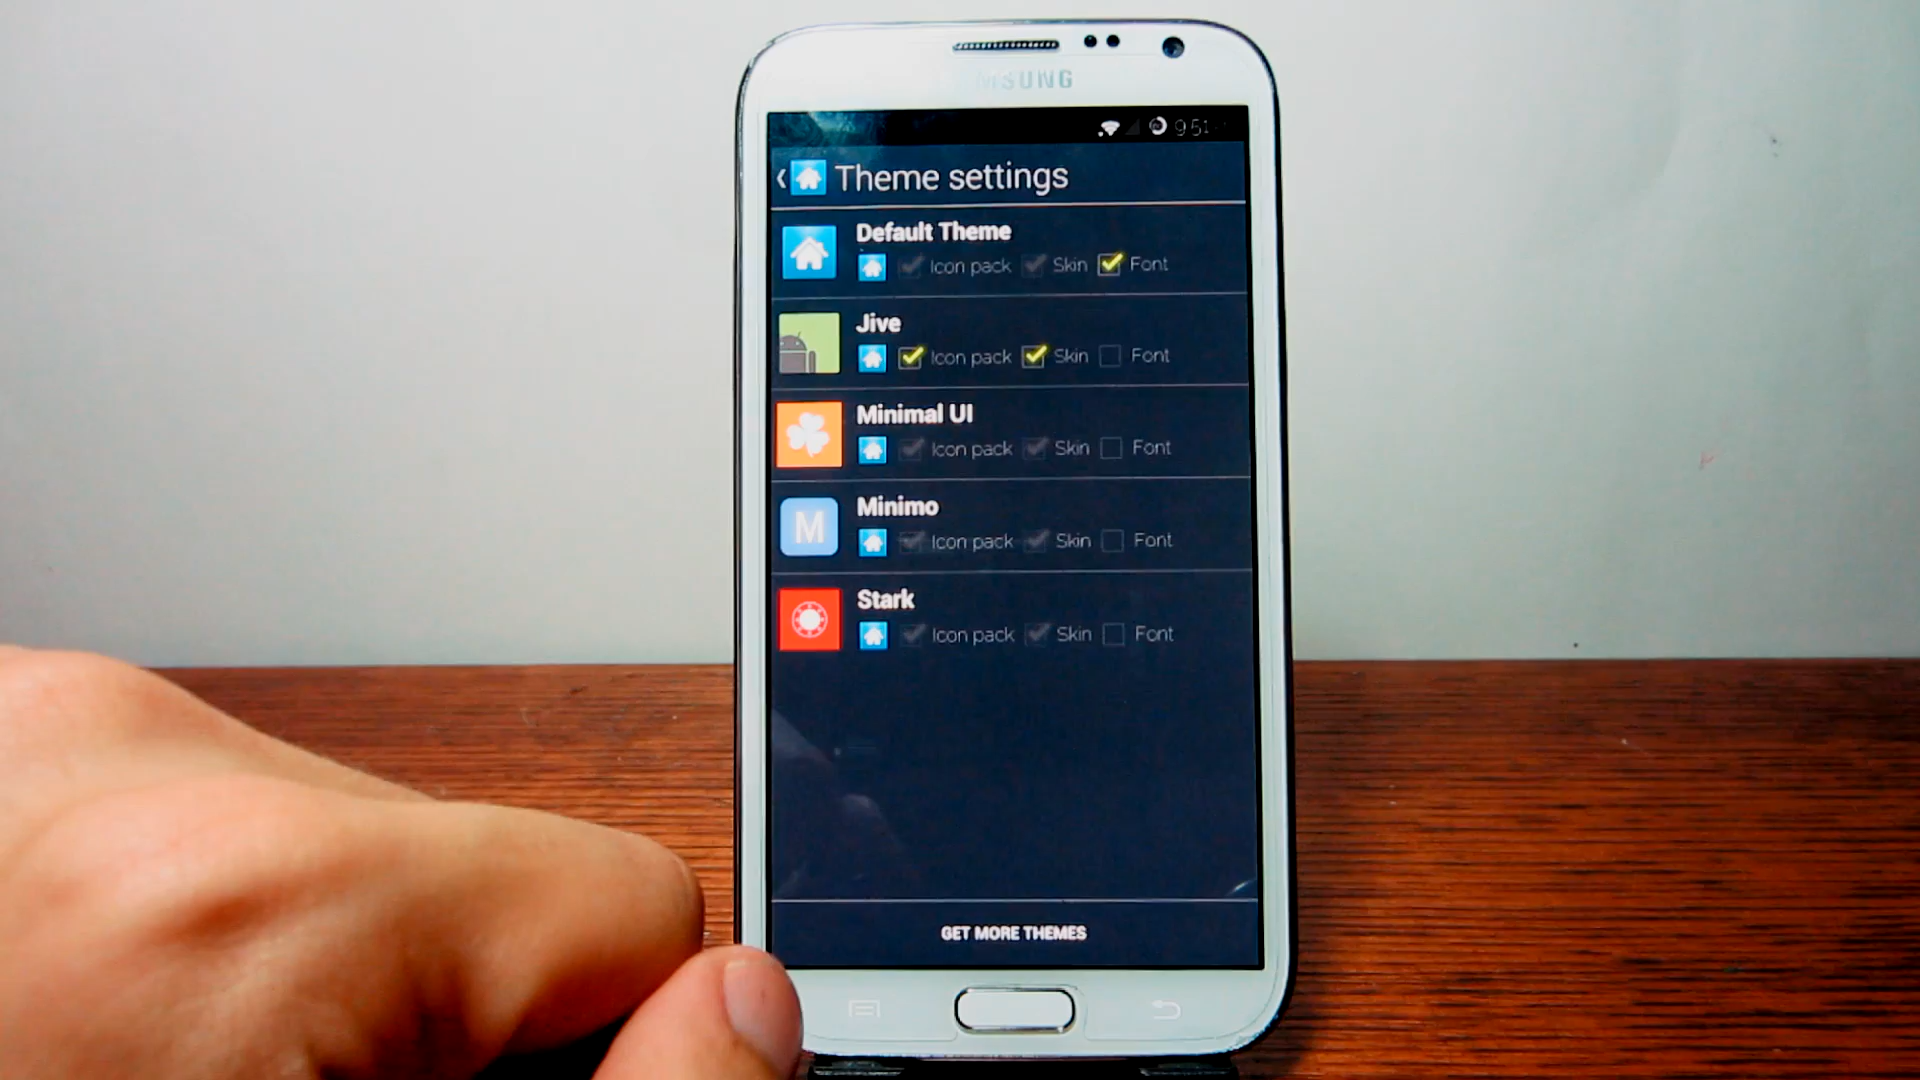 SAMSUNG
9:51
Theme settings
Default Theme
Icon pack Skin Font
Jive
Icon pack Skin Font
Minimal UI
Icon pack Skin Font
M
Minimo
Icon pack Skin Font
Stark
Icon pack Skin Font
GET MORE THEMES